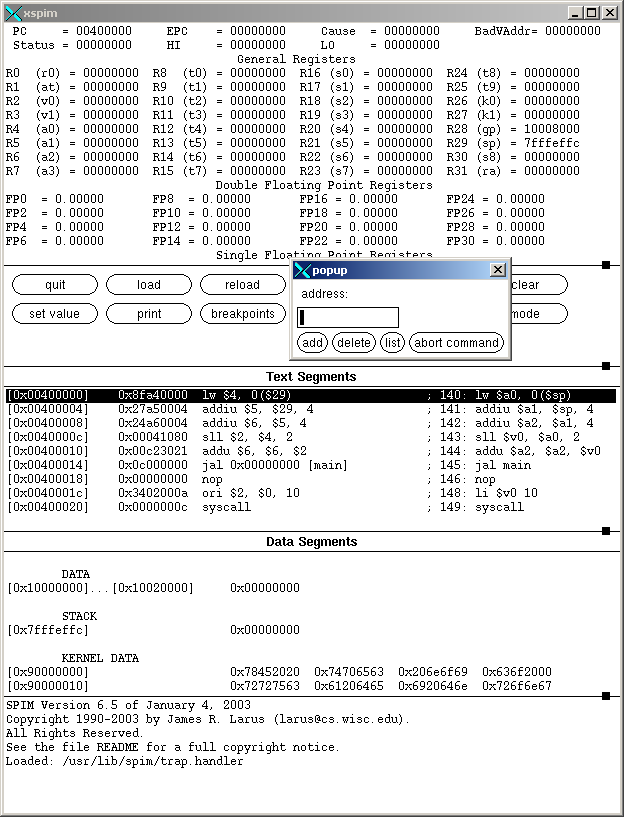 xspim
PC = 00400000 EPC = 00000000 Cause = 00000000 BadVAddr= 00000000
Status = 00000000 HI = 00000000 LO = 00000000
General Registers
R0 (r0) = 00000000 R8 (t0) = 00000000 R16 (s0) = 00000000 R24 (t8) = 00000000
R1 (at) = 00000000 R9 (t1) = 00000000 R17 (s1) = 00000000 R25 (t9) = 00000000
R2 (v0) = 00000000 R10 (t2) = 00000000 R18 (s2) = 00000000 R26 (k0) = 00000000
R3 (v1) = 00000000 R11 (t3) = 00000000 R19 (s3) = 00000000 R27 (k1) = 00000000
R4 (a0) = 00000000 R12 (t4) = 00000000 R20 (s4) = 00000000 R28 (gp) = 10008000
R5 (a1) = 00000000 R13 (t5) = 00000000 R21 (s5) = 00000000 R29 (sp) = 7fffeffc
R6 (a2) = 00000000 R14 (t6) = 00000000 R22 (s6) = 00000000 R30 (s8) = 00000000
R7 (a3) = 00000000 R15 (t7) = 00000000 R23 (s7) = 00000000 R31 (ra) = 00000000
Double Floating Point Registers
FP0 = 0.00000 FP8 = 0.00000 FP16 = 0.00000 FP24 = 0.00000
FP2 = 0.00000 FP10 = 0.00000 FP18 = 0.00000 FP26 = 0.00000
FP4 = 0.00000 FP12 = 0.00000 FP20 = 0.00000 FP28 = 0.00000
FP6 = 0.00000 FP14 = 0.00000 FP22 = 0.00000 FP30 = 0.00000
Single Floating Point Registers
popup
address:
add delete list abort command
quit load reload clear
set value print breakpoints mode
Text Segments
[0x00400000] 0x8fa40000 lw $4, 0($29) ; 140: lw $a0, 0($sp)
[0x00400004] 0x27a50004 addiu $5, $29, 4 ; 141: addiu $a1, $sp, 4
[0x00400008] 0x24a60004 addiu $6, $5, 4 ; 142: addiu $a2, $a1, 4
[0x0040000c] 0x00041080 sll $2, $4, 2 ; 143: sll $v0, $a0, 2
[0x00400010] 0x00c23021 addu $6, $6, $2 ; 144: addu $a2, $a2, $v0
[0x00400014] 0x0c000000 jal 0x00000000 [main] ; 145: jal main
[0x00400018] 0x00000000 nop ; 146: nop
[0x0040001c] 0x3402000a ori $2, $0, 10 ; 148: li $v0 10
[0x00400020] 0x0000000c syscall ; 149: syscall
Data Segments
DATA
[0x10000000]...[0x10020000] 0x00000000
STACK
[0x7fffeffc] 0x00000000
KERNEL DATA
[0x90000000] 0x78452020 0x74706563 0x206e6f69 0x636f2000
[0x90000010] 0x72727563 0x61206465 0x6920646e 0x726f6e67
SPIM Version 6.5 of January 4, 2003
Copyright 1990-2003 by James R. Larus (larus@cs.wisc.edu).
All Rights Reserved.
See the file README for a full copyright notice.
Loaded: /usr/lib/spim/trap.handler